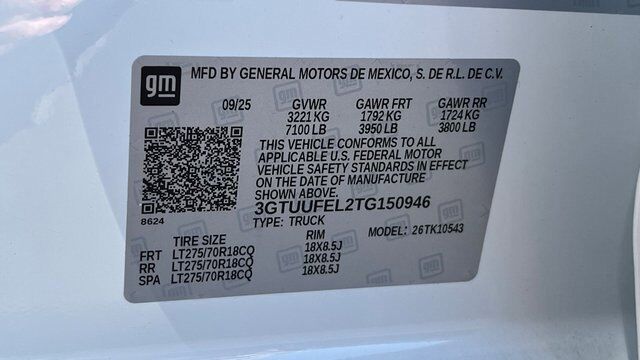 gm MFD BY GENERAL MOTORS DE MEXICO, S. DE R.L. DE C.V.
09/25 GVWR GAWR FRT GAWR RR
3221 KG 1792 KG 1724 KG
7100 LB 3950 LB 3800 LB
THIS VEHICLE CONFORMS TO ALL
APPLICABLE U.S. FEDERAL MOTOR
VEHICLE SAFETY STANDARDS IN EFFECT
ON THE DATE OF MANUFACTURE
SHOWN ABOVE.
3GTUUFEL2TG150946
8624 TYPE: TRUCK MODEL: 26TK10543
TIRE SIZE RIM
FRT LT275/70R18CQ 18X8.5J
RR LT275/70R18CQ 18X8.5J
SPA LT275/70R18CQ 18X8.5J